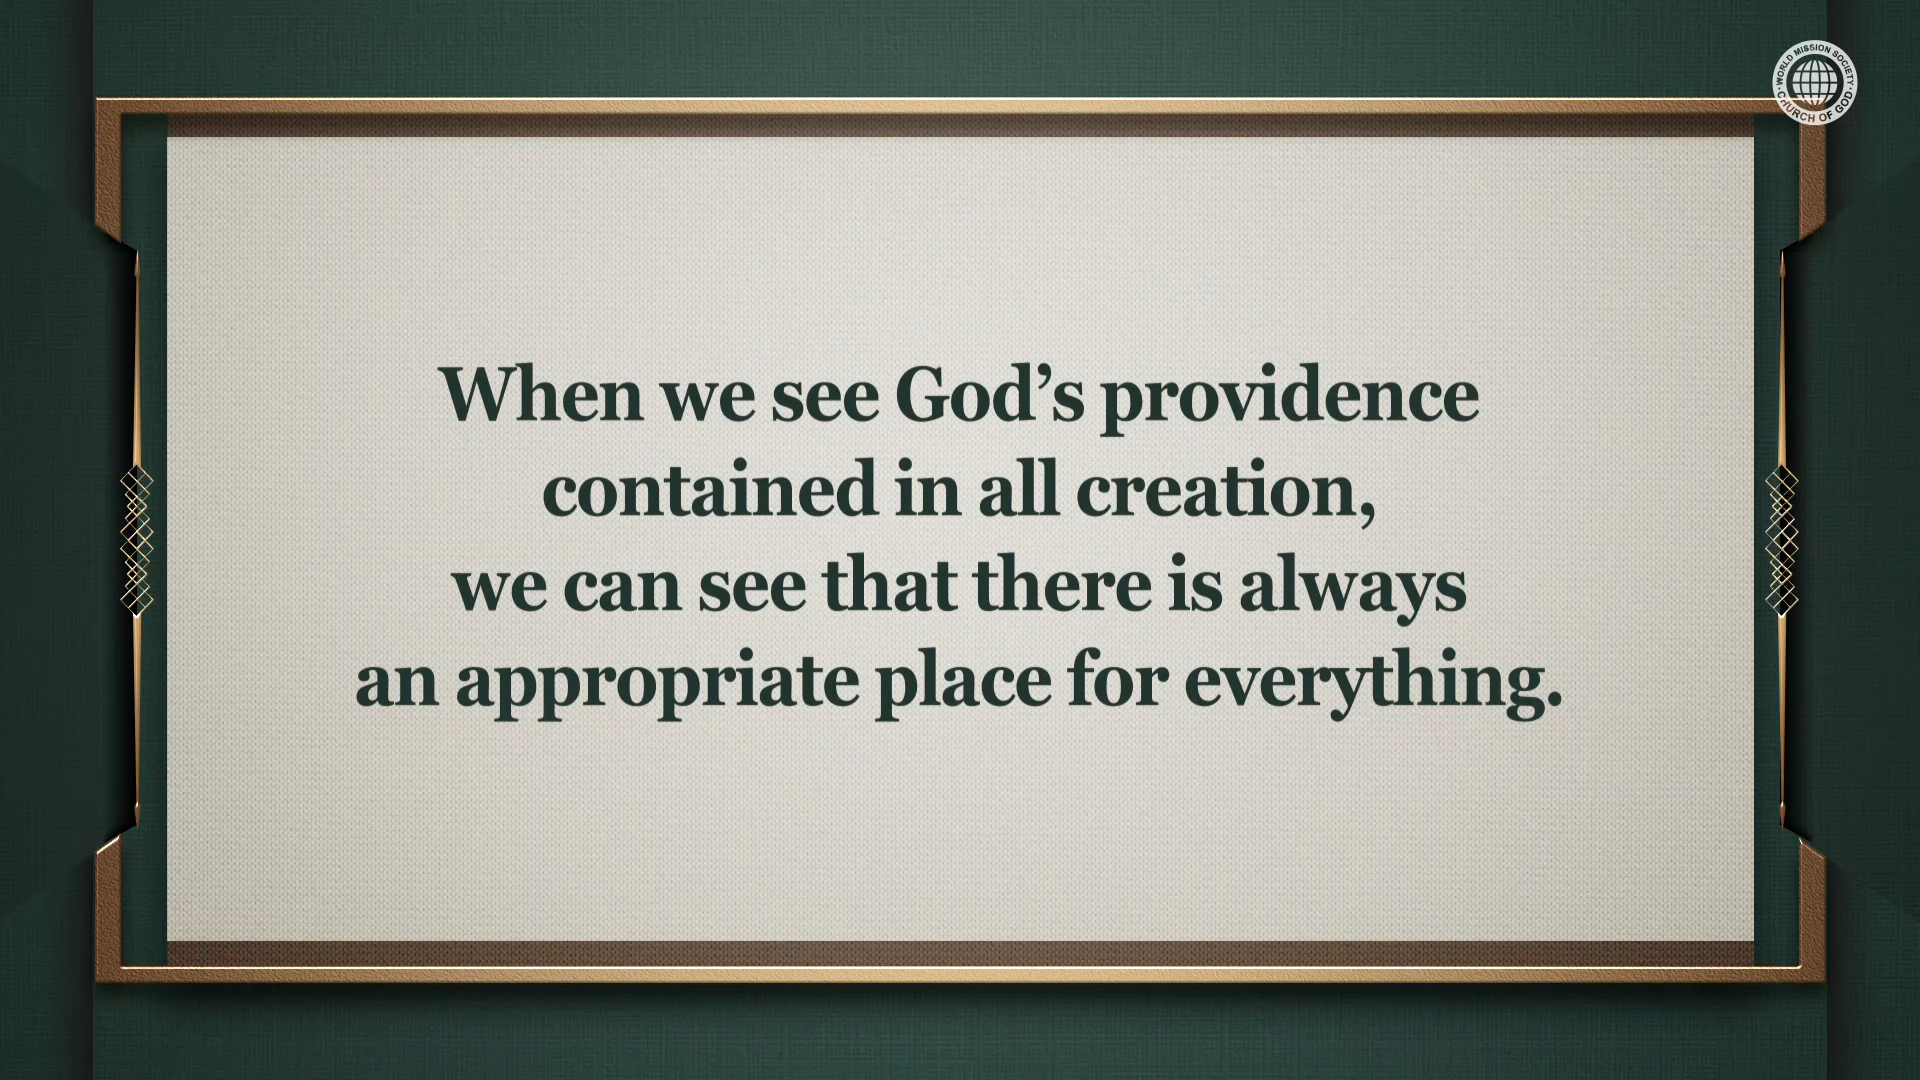 WORLD MISSION SOCIETY
CHURCH OF GOD
When we see God’s providence
contained in all creation,
we can see that there is always
an appropriate place for everything.